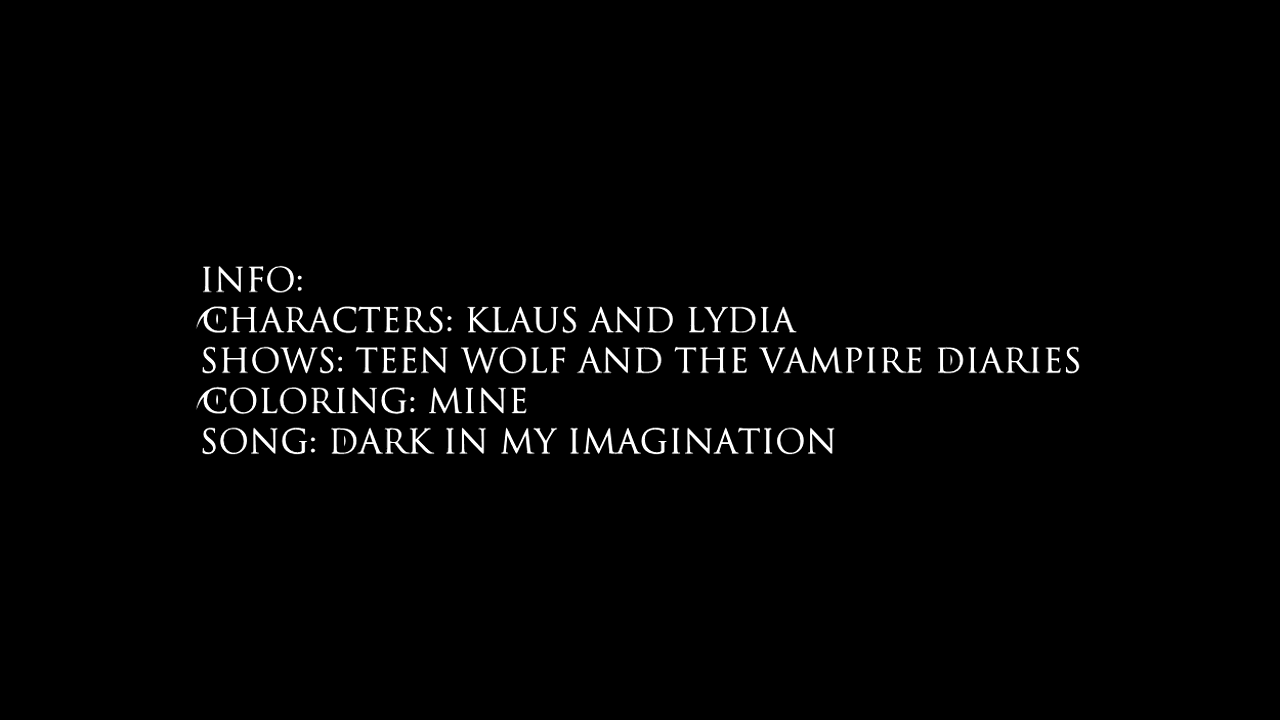 INFO:
CHARACTERS: KLAUS AND LYDIA
SHOWS: TEEN WOLF AND THE VAMPIRE DIARIES
COLORING: MINE
SONG: DARK IN MY IMAGINATION